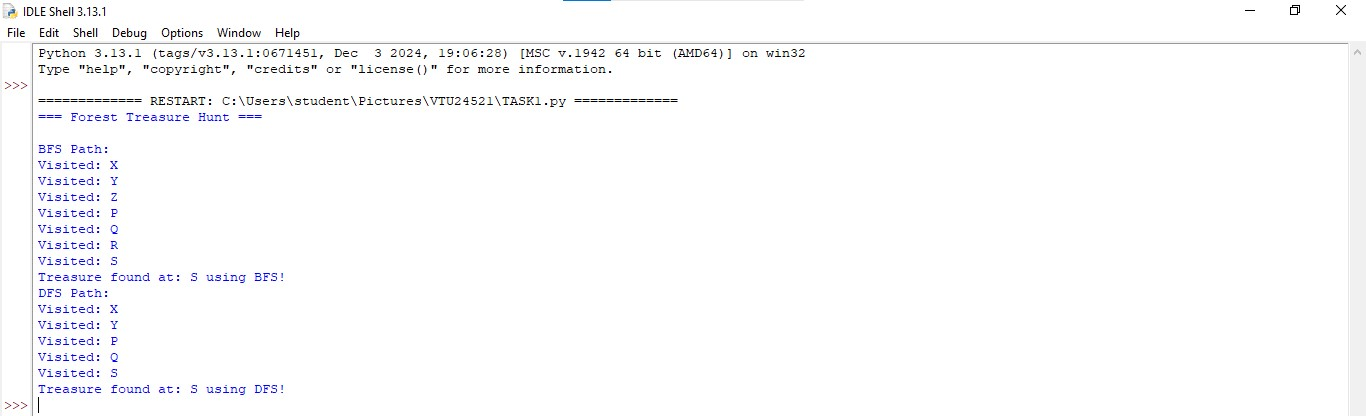 IDLE Shell 3.13.1
File Edit Shell Debug Options Window Help
Python 3.13.1 (tags/v3.13.1:0671451, Dec  3 2024, 19:06:28) [MSC v.1942 64 bit (AMD64)] on win32
Type "help", "copyright", "credits" or "license()" for more information.
>>>
============= RESTART: C:\Users\student\Pictures\VTU24521\TASK1.py =============
=== Forest Treasure Hunt ===
BFS Path:
Visited: X
Visited: Y
Visited: Z
Visited: P
Visited: Q
Visited: R
Visited: S
Treasure found at: S using BFS!
DFS Path:
Visited: X
Visited: Y
Visited: P
Visited: Q
Visited: S
Treasure found at: S using DFS!
>>>